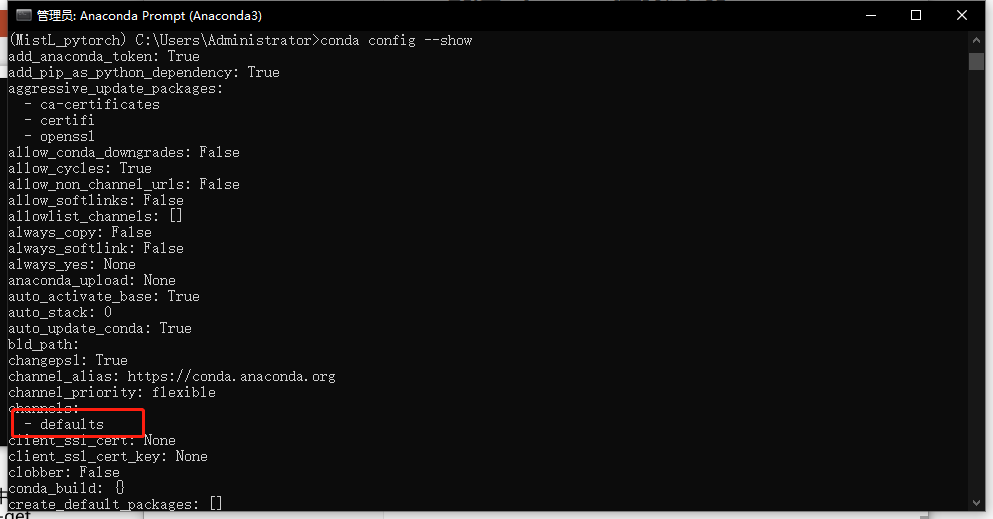 管理员: Anaconda Prompt (Anaconda3)
(MistL_pytorch) C:\Users\Administrator>conda config --show
add_anaconda_token: True
add_pip_as_python_dependency: True
aggressive_update_packages:
  - ca-certificates
  - certifi
  - openssl
allow_conda_downgrades: False
allow_cycles: True
allow_non_channel_urls: False
allow_softlinks: False
allowlist_channels: []
always_copy: False
always_softlink: False
always_yes: None
anaconda_upload: None
auto_activate_base: True
auto_stack: 0
auto_update_conda: True
bld_path:
changeps1: True
channel_alias: https://conda.anaconda.org
channel_priority: flexible
channels:
  - defaults
client_ssl_cert: None
client_ssl_cert_key: None
clobber: False
conda_build: {}
create_default_packages: []